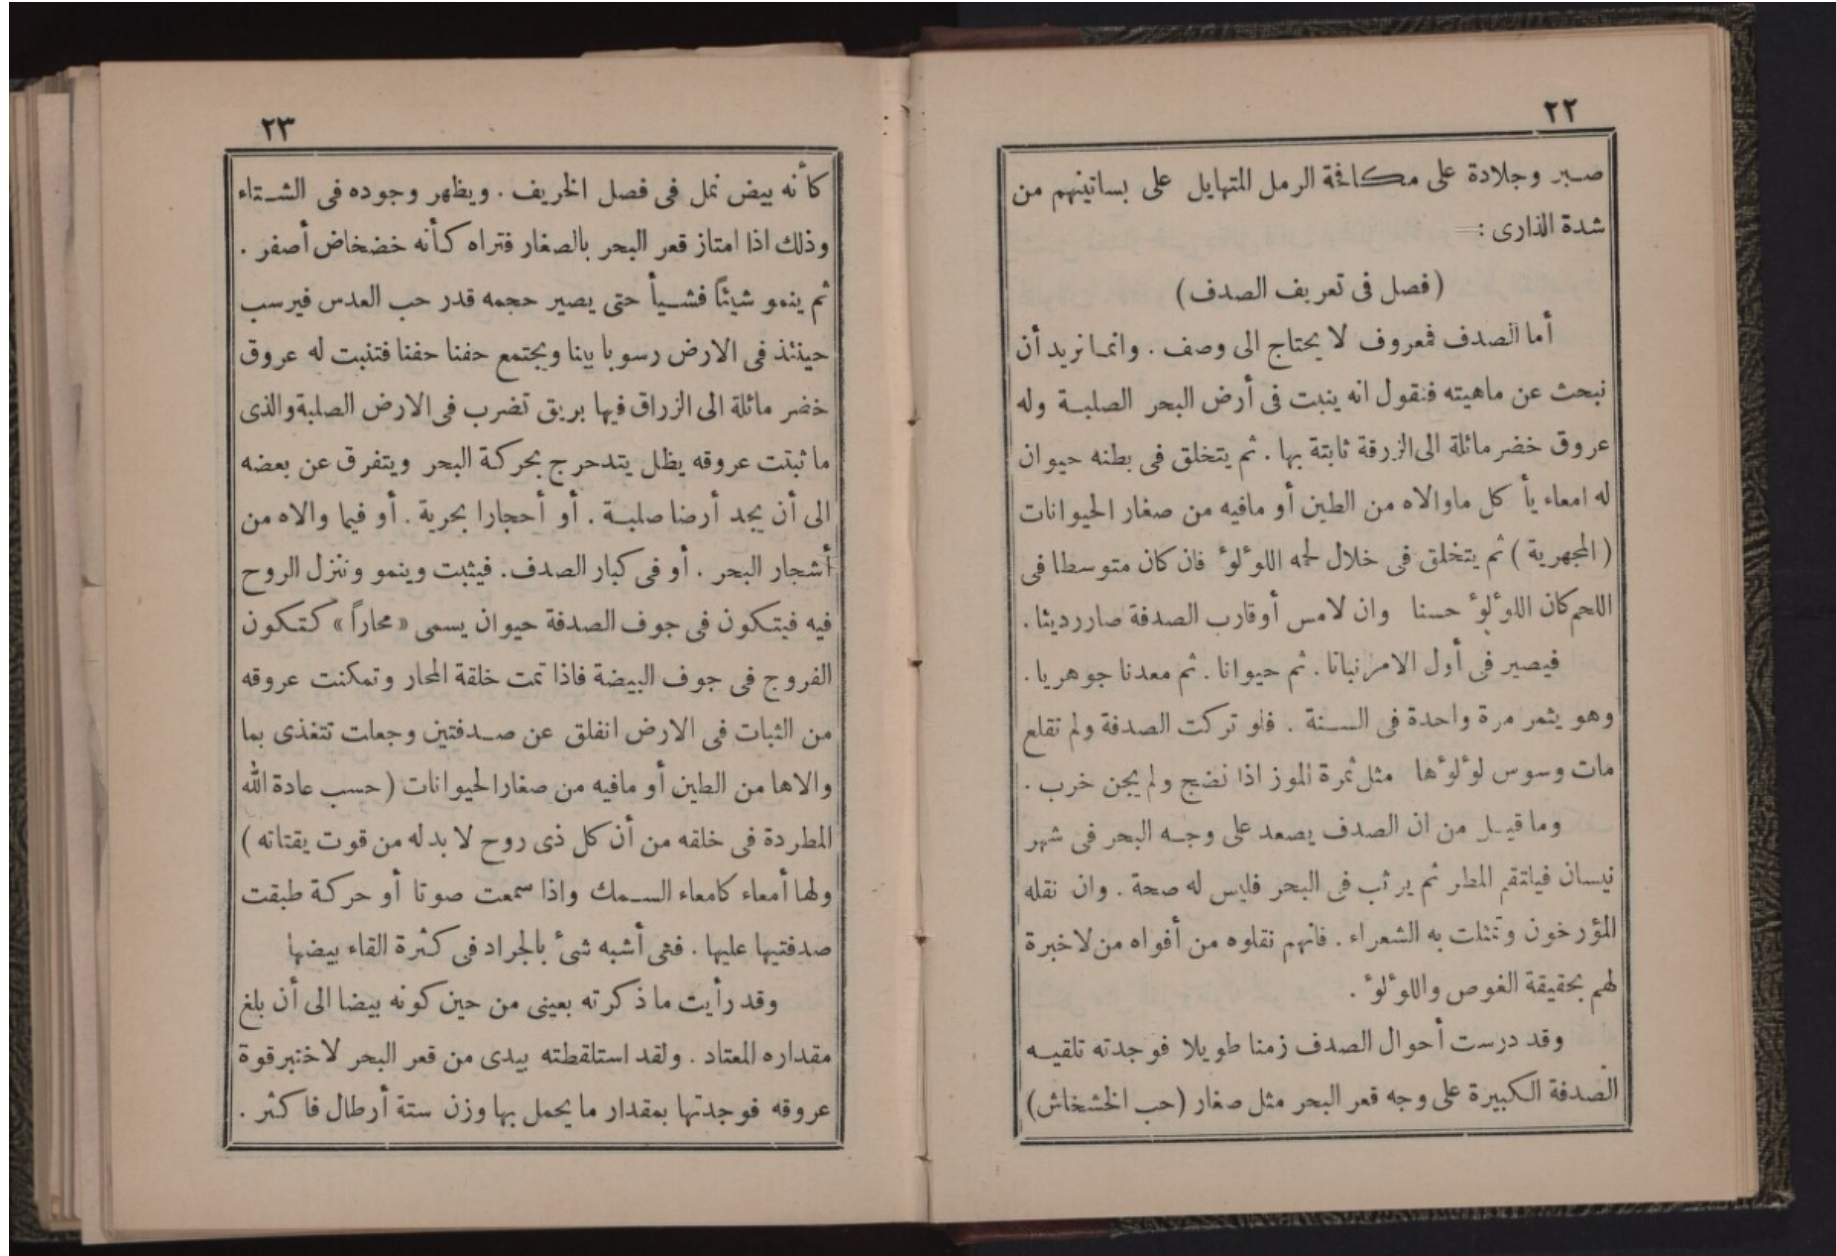 ٢٢
صبر وجلادة على مكافحة الرمل المتهايل على بساتينهم من
شدة الذارى :—
(فصل فى تعريف الصدف)
أما الصدف فمعروف لا يحتاج الى وصف . وانما نريد أن
نبحث عن ماهيته فنقول انه ينبت فى أرض البحر الصلبة وله
عروق خضر مائلة الى الزرقة ثابتة بها . ثم يتخلق فى بطنه حيوان
له امعاء يأكل ماوالاه من الطين أو مافيه من صغار الحيوانات
(المجهرية) ثم يتخلق فى خلال لحمه اللؤلؤ فان كان متوسطا فى
اللحم كان اللؤلؤ حسنا وان لامس أو قارب الصدفة صار رديئا .
فيصير فى أول الامر نباتا . ثم حيوانا . ثم معدنا جوهريا .
وهو يثمر مرة واحدة فى السنة . فلو تركت الصدفة ولم تقلع
مات وسوس لؤلؤها مثل ثمرة الموز اذا نضج ولم يجن خرب .
وما قيل من ان الصدف يصعد على وجه البحر فى شهر
نيسان فيلتقم المطر ثم يرثب فى البحر فليس له صحة . وان نقله
المؤرخون وتمثلت به الشعراء . فانهم نقلوه من أفواه من لا خبرة
لهم بحقيقة الغوص واللؤلؤ .
وقد درست أحوال الصدف زمنا طويلا فوجدته تلقيه
الصدفة الكبيرة على وجه قعر البحر مثل صغار (حب الخشخاش)
٢٣
كأنه بيض نمل فى فصل الخريف . ويظهر وجوده فى الشتاء
وذلك اذا امتاز قعر البحر بالصغار فتراه كأنه خضخاض أصفر .
ثم ينمو شيئاً فشيأ حتى يصير حجمه قدر حب العدس فيرسب
حينئذ فى الارض رسوبا بينا ويجتمع حفنا حفنا فتنبت له عروق
خضر مائلة الى الزراق فيها بريق تضرب فى الارض الصلبة والذى
ما ثبتت عروقه يظل يتدحرج بحركة البحر ويتفرق عن بعضه
الى أن يجد أرضا صلبة . أو أحجارا بحرية . أو فيما والاه من
أشجار البحر . أو فى كبار الصدف . فيثبت وينمو وتنزل الروح
فيه فيتكون فى جوف الصدفة حيوان يسمى «محاراً» كتكون
الفروج فى جوف البيضة فاذا تمت خلقة المحار وتمكنت عروقه
من الثبات فى الارض انفلق عن صدفتين وجعلت تتغذى بما
والاها من الطين أو مافيه من صغار الحيوانات (حسب عادة الله
المطردة فى خلقه من أن كل ذى روح لا بد له من قوت يقتاته)
ولها أمعاء كامعاء السمك واذا سمعت صوتا أو حركة طبقت
صدفتيها عليها . فهى أشبه شئ بالجراد فى كثرة القاء بيضها
وقد رأيت ما ذكرته بعينى من حين كونه بيضا الى أن بلغ
مقداره المعتاد . ولقد استلقطته بيدى من قعر البحر لاختبر قوة
عروقه فوجدتها بمقدار ما يحمل بها وزن ستة أرطال فاكثر .